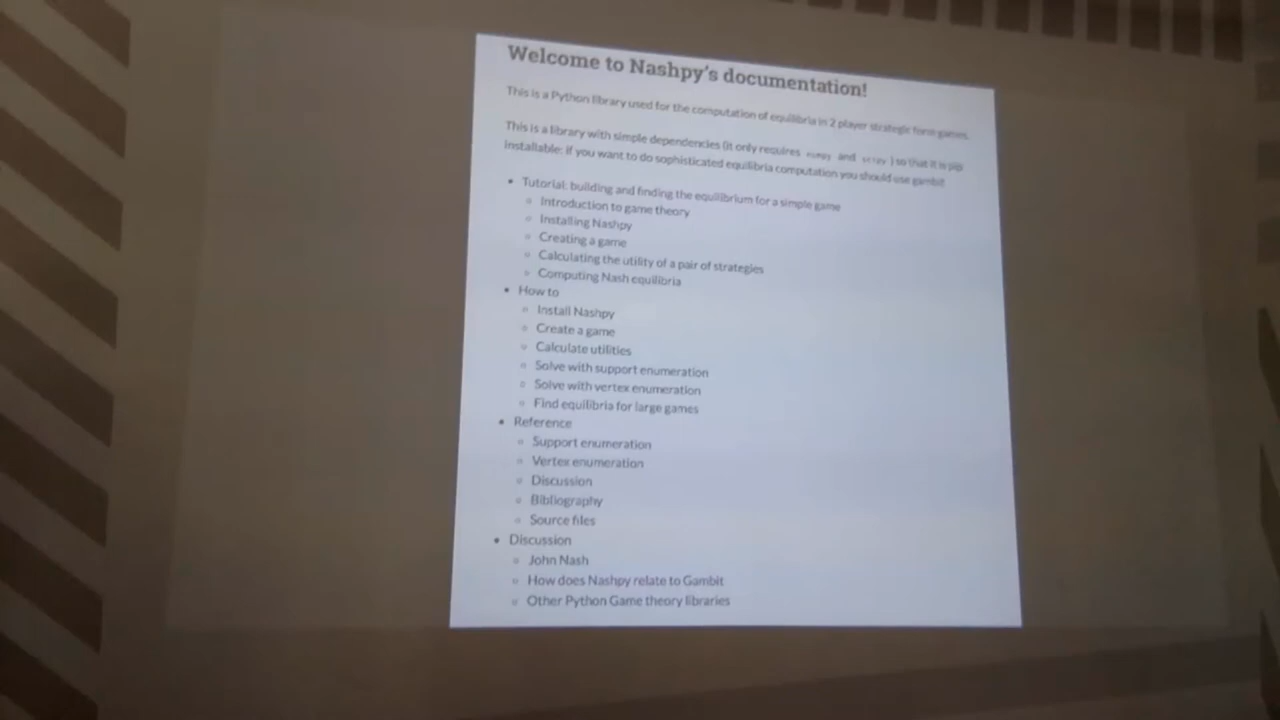 Welcome to Nashpy's documentation!
This is a Python library used for the computation of equilibria in 2 player strategic form games.
This is a library with simple dependencies (it only requires numpy and scipy ) so that it is pip
installable; if you want to do sophisticated equilibria computation you should use gambit
Tutorial: building and finding the equilibrium for a simple game
Introduction to game theory
Installing Nashpy
Creating a game
Calculating the utility of a pair of strategies
Computing Nash equilibria
How to
Install Nashpy
Create a game
Calculate utilities
Solve with support enumeration
Solve with vertex enumeration
Find equilibria for large games
Reference
Support enumeration
Vertex enumeration
Discussion
Bibliography
Source files
Discussion
John Nash
How does Nashpy relate to Gambit
Other Python Game theory libraries